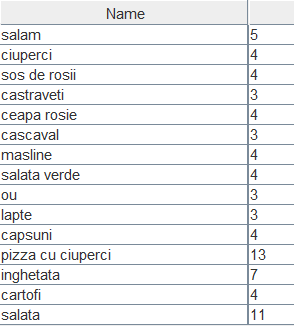 Name
salam 5
ciuperci 4
sos de rosii 4
castraveti 3
ceapa rosie 4
cascaval 3
masline 4
salata verde 4
ou 3
lapte 3
capsuni 4
pizza cu ciuperci 13
inghetata 7
cartofi 4
salata 11